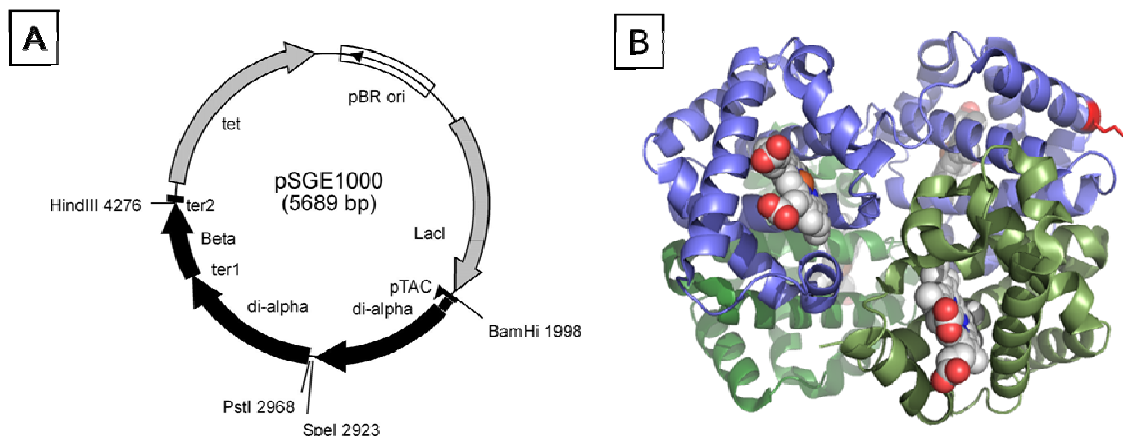 A
B
pBR ori
tet
pSGE1000
(5689 bp)
HindIII 4276
ter2
Beta
LacI
ter1
pTAC
di-alpha
di-alpha
BamHi 1998
PstI 2968
SpeI 2923